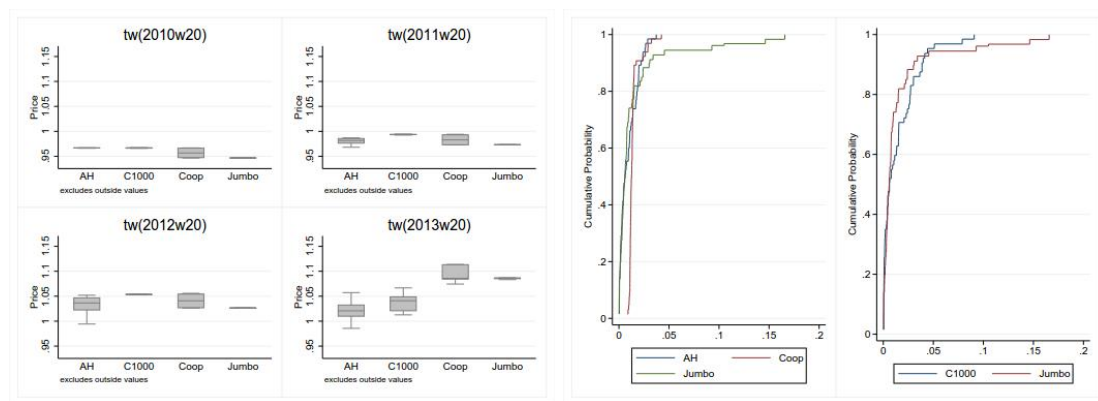 tw(2010w20)
Price
1.15
1.1
1.05
1
.95
AH C1000 Coop Jumbo
excludes outside values
tw(2011w20)
Price
1.15
1.1
1.05
1
.95
AH C1000 Coop Jumbo
excludes outside values
tw(2012w20)
Price
1.15
1.1
1.05
1
.95
AH C1000 Coop Jumbo
excludes outside values
tw(2013w20)
Price
1.15
1.1
1.05
1
.95
AH C1000 Coop Jumbo
excludes outside values
Cumulative Probability
1
.8
.6
.4
.2
0
0 .05 .1 .15 .2
AH Coop
Jumbo
Cumulative Probability
1
.8
.6
.4
.2
0
0 .05 .1 .15 .2
C1000 Jumbo